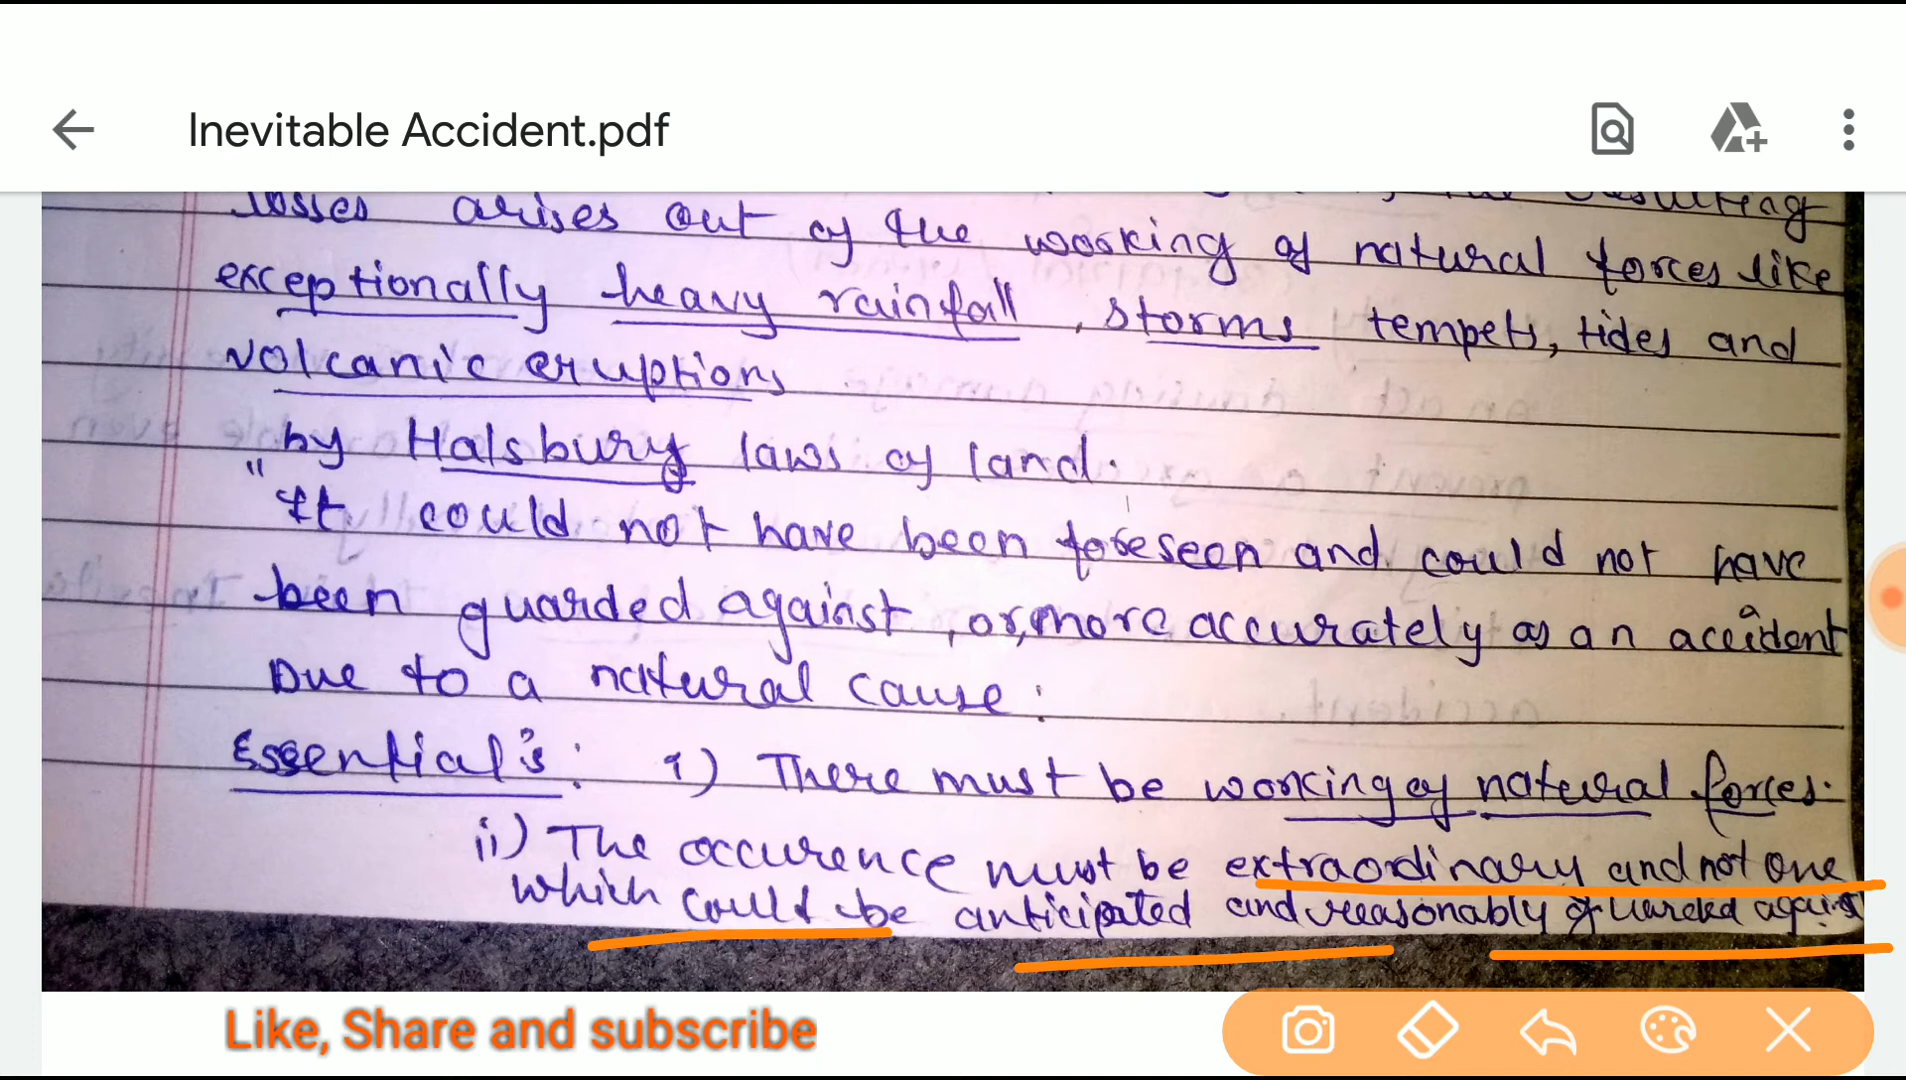 Inevitable Accident.pdf
resulting
losses arises out of the working of natural forces like
exceptionally heavy rainfall, storms tempets, tides and
volcanic eruptions
by Halsbury laws of land.
"It could not have been foreseen and could not have
been guarded against, or, more accurately as an accident
Due to a natural cause.
Essential's: i) There must be working of natural forces.
ii) The occurence must be extraordinary and not one
which could be anticipated and reasonably guarded against
Like, Share and subscribe